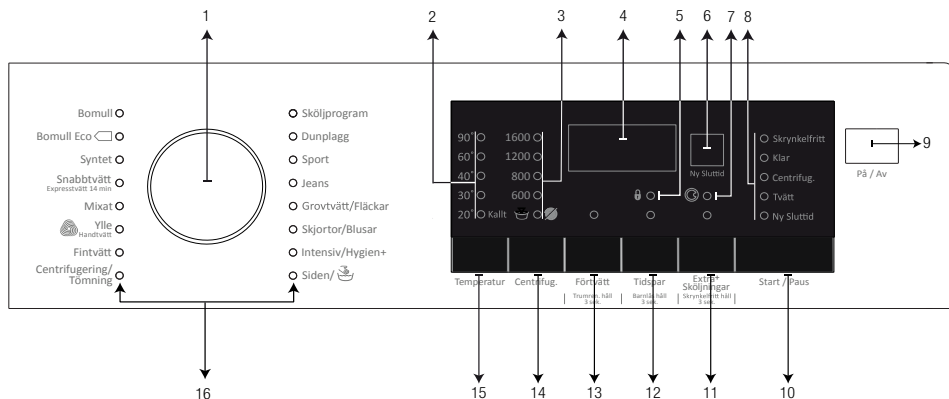 1
2
3
4
5
6
7
8
Bomull
Bomull Eco
Syntet
Snabbtvätt
Expresstvätt 14 min
Mixat
Ylle
Handtvätt
Fintvätt
Centrifugering/
Tömning
Sköljprogram
Dunplagg
Sport
Jeans
Grovtvätt/Fläckar
Skjortor/Blusar
Intensiv/Hygien+
Siden/
90°
60°
40°
30°
20° Kallt
1600
1200
800
600
Ny Sluttid
Skrynkelfritt
Klar
Centrifug.
Tvätt
Ny Sluttid
9
På / Av
Temperatur
Centrifug.
Förtvätt
Trumren. håll
3 sek.
Tidspar
Barnlås håll
3 sek.
Extra+
Sköljningar
Skrynkelfritt håll
3 sek.
Start / Paus
16
15
14
13
12
11
10